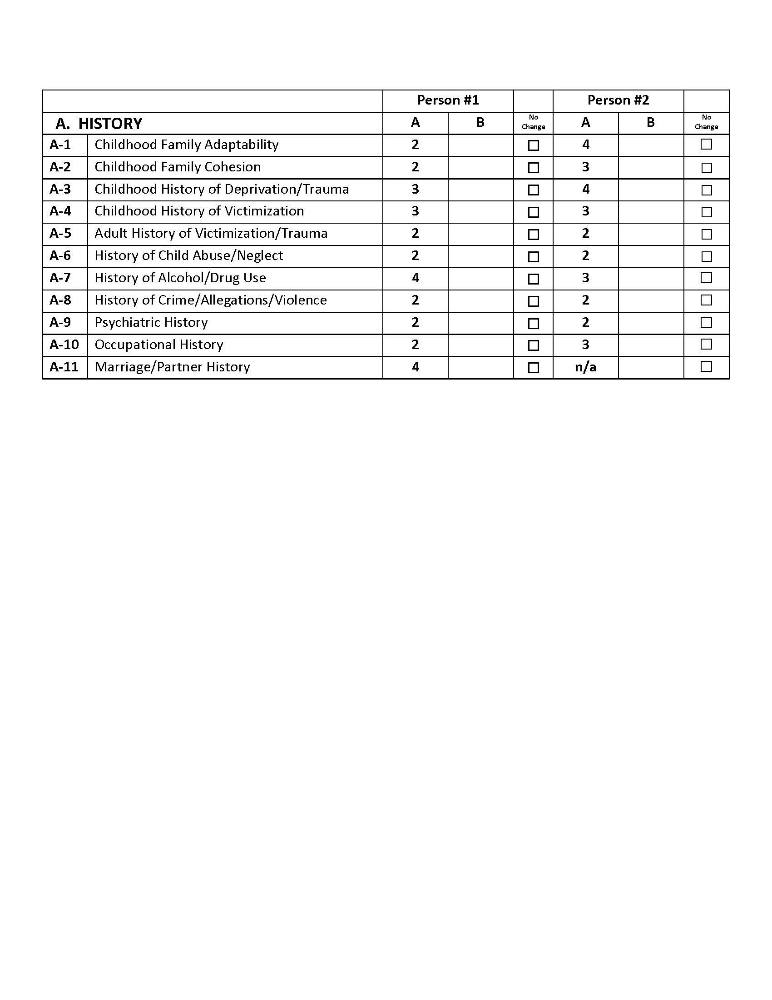 Person #1 Person #2
A. HISTORY A B No Change A B No Change
A-1 Childhood Family Adaptability 2 ☐ 4 ☐
A-2 Childhood Family Cohesion 2 ☐ 3 ☐
A-3 Childhood History of Deprivation/Trauma 3 ☐ 4 ☐
A-4 Childhood History of Victimization 3 ☐ 3 ☐
A-5 Adult History of Victimization/Trauma 2 ☐ 2 ☐
A-6 History of Child Abuse/Neglect 2 ☐ 2 ☐
A-7 History of Alcohol/Drug Use 4 ☐ 3 ☐
A-8 History of Crime/Allegations/Violence 2 ☐ 2 ☐
A-9 Psychiatric History 2 ☐ 2 ☐
A-10 Occupational History 2 ☐ 3 ☐
A-11 Marriage/Partner History 4 ☐ n/a ☐